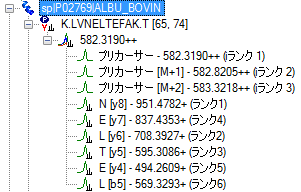 sp|P02769|ALBU_BOVIN
K.LVNELTEFAK.T [65, 74]
582.3190++
プリカーサー - 582.3190++ (ランク 1)
プリカーサー [M+1] - 582.8205++ (ランク 2)
プリカーサー [M+2] - 583.3218++ (ランク 3)
N [y8] - 951.4782+ (ランク1)
E [y7] - 837.4353+ (ランク4)
L [y6] - 708.3927+ (ランク2)
T [y5] - 595.3086+ (ランク3)
E [y4] - 494.2609+ (ランク5)
L [b5] - 569.3293+ (ランク6)